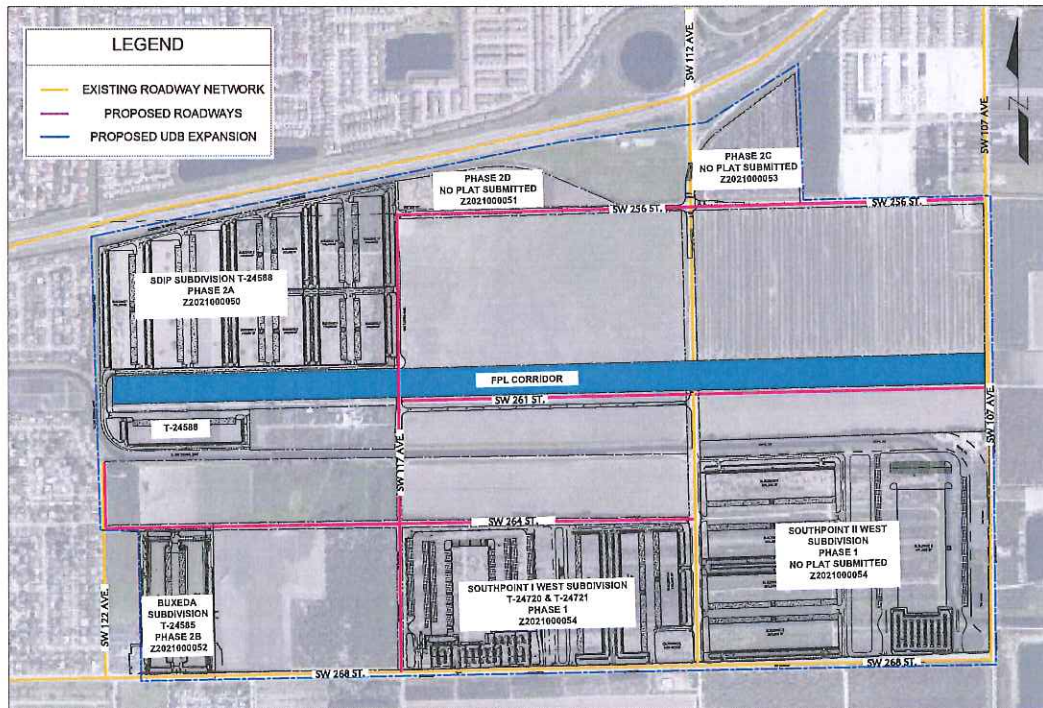 LEGEND
EXISTING ROADWAY NETWORK
PROPOSED ROADWAYS
PROPOSED UDB EXPANSION
SW 112 AVE.
SW 107 AVE.
N
PHASE 2D
NO PLAT SUBMITTED
Z2021000051
PHASE 2C
NO PLAT SUBMITTED
Z2021000053
SW 256 ST.
SW 256 ST.
SDIP SUBDIVISION T-24588
PHASE 2A
Z2021000050
FPL CORRIDOR
SW 261 ST.
T-24588
SW 117 AVE.
SW 107 AVE.
SW 264 ST.
SW 122 AVE.
BUXEDA
SUBDIVISION
T-24585
PHASE 2B
Z2021000052
SOUTHPOINT I WEST SUBDIVISION
T-24720 & T-24721
PHASE 1
Z2021000054
SOUTHPOINT II WEST
SUBDIVISION
PHASE 1
NO PLAT SUBMITTED
Z2021000054
SW 268 ST.
SW 268 ST.